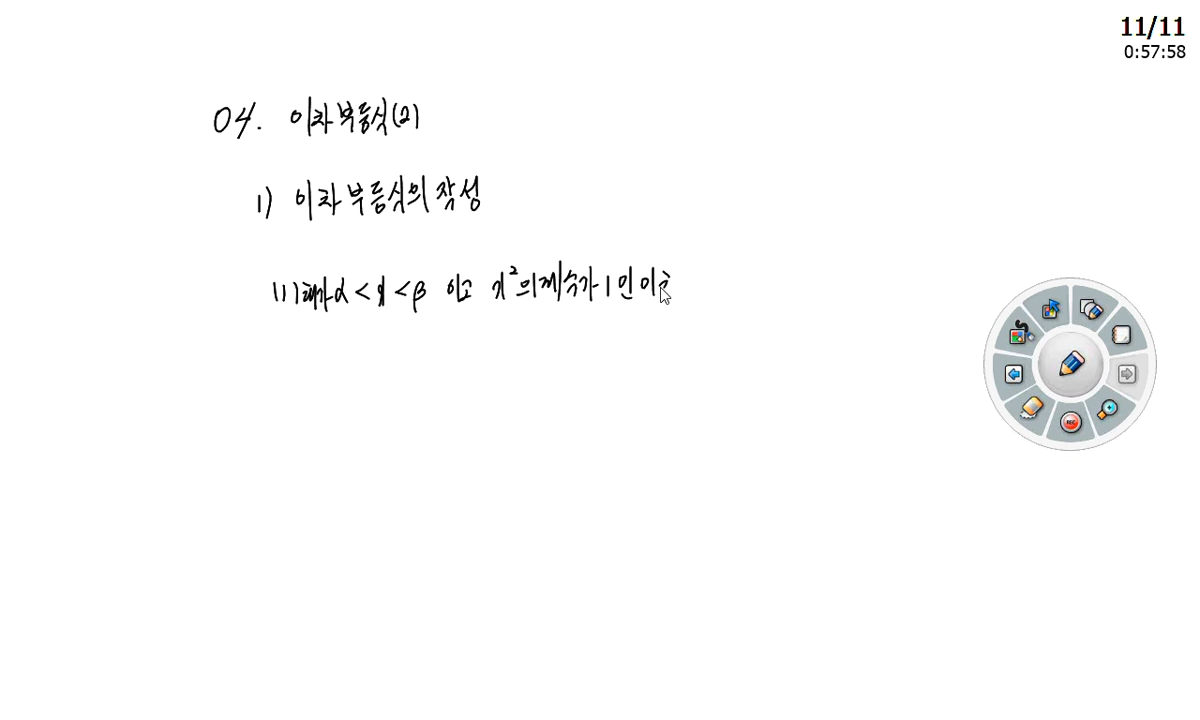 11/11
0:57:58
04. 이차부등식(2)
1) 이차부등식의 작성
(1) 해가 α < x < β 이고 x²의 계수가 1인 이차
REC